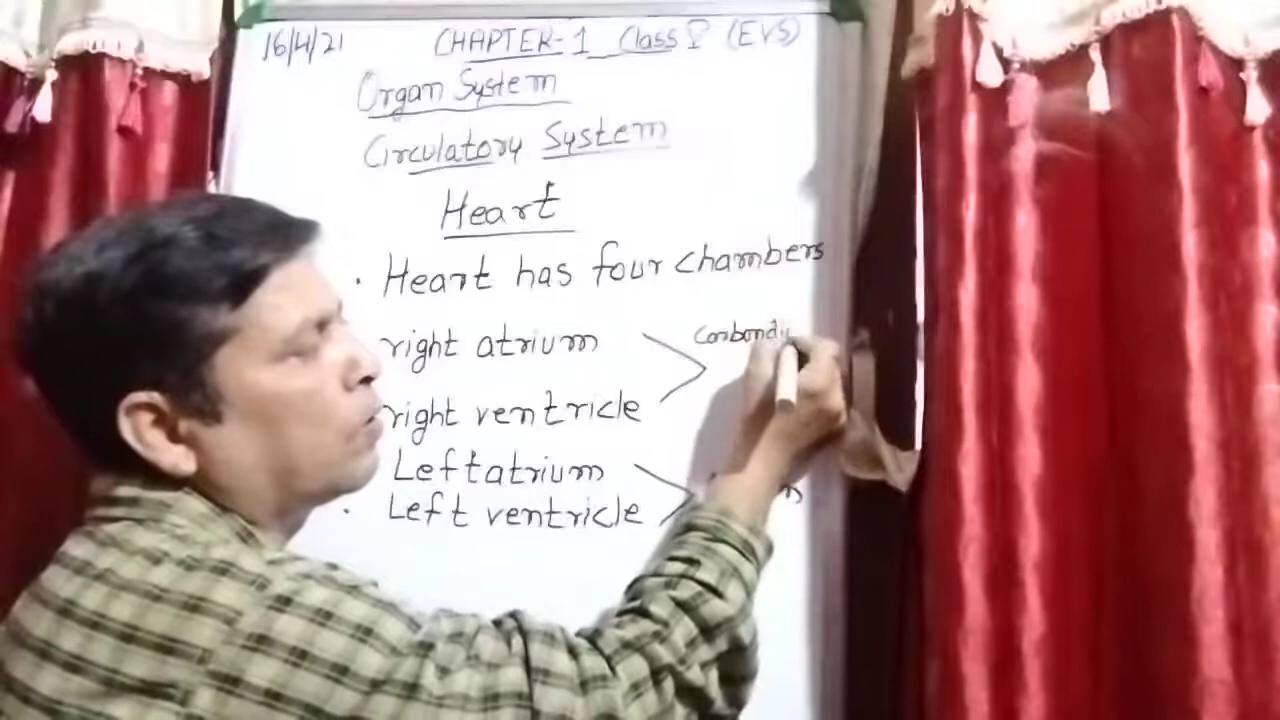 16/4/21 CHAPTER-1 Class V (EVS)
Organ System
Circulatory System
Heart
· Heart has four chambers
right atrium
Carbondi
right ventricle
Left atrium
· Left ventricle